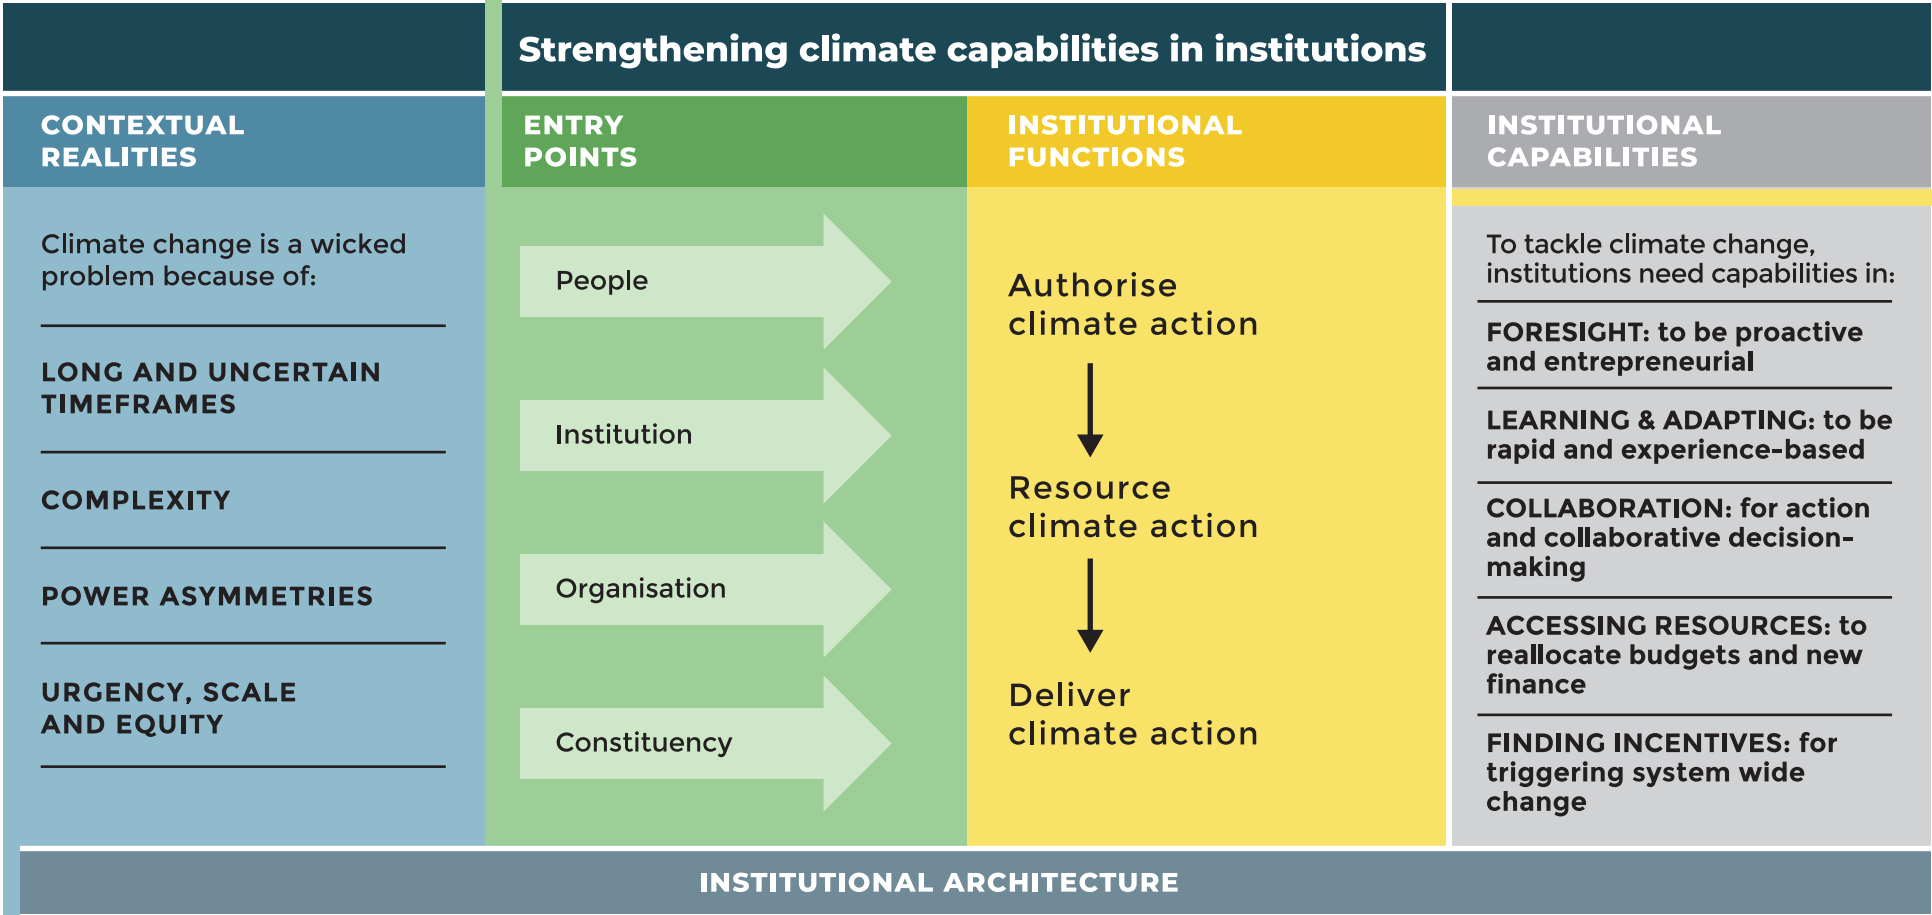 Strengthening climate capabilities in institutions
CONTEXTUAL
REALITIES
Climate change is a wicked
problem because of:
LONG AND UNCERTAIN
TIMEFRAMES
COMPLEXITY
POWER ASYMMETRIES
URGENCY, SCALE
AND EQUITY
ENTRY
POINTS
People
Institution
Organisation
Constituency
INSTITUTIONAL
FUNCTIONS
Authorise
climate action
Resource
climate action
Deliver
climate action
INSTITUTIONAL
CAPABILITIES
To tackle climate change,
institutions need capabilities in:
FORESIGHT: to be proactive
and entrepreneurial
LEARNING & ADAPTING: to be
rapid and experience-based
COLLABORATION: for action
and collaborative decision-
making
ACCESSING RESOURCES: to
reallocate budgets and new
finance
FINDING INCENTIVES: for
triggering system wide
change
INSTITUTIONAL ARCHITECTURE